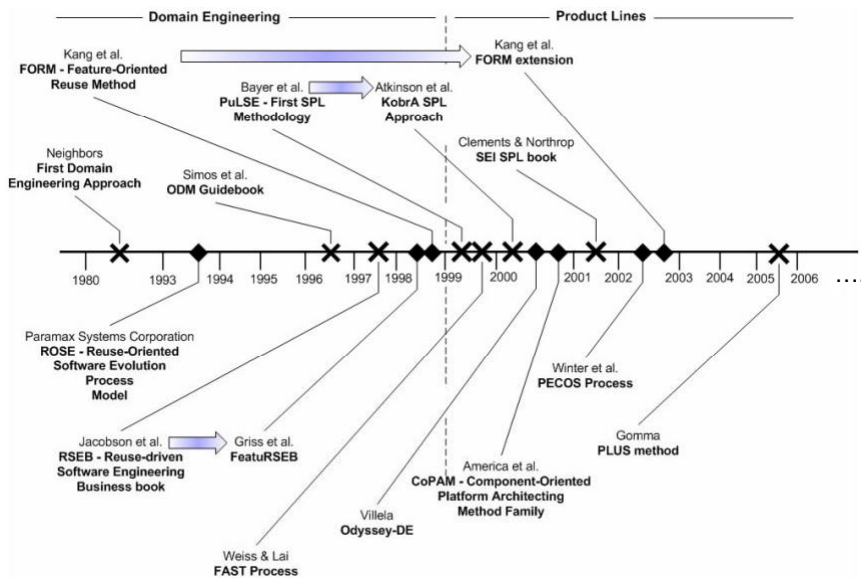 Domain Engineering
Product Lines
Kang et al.
FORM - Feature-Oriented
Reuse Method
Kang et al.
FORM extension
Bayer et al.
PuLSE - First SPL
Methodology
Atkinson et al.
KobrA SPL
Approach
Clements & Northrop
SEI SPL book
Neighbors
First Domain
Engineering Approach
Simos et al.
ODM Guidebook
1980 1993 1994 1995 1996 1997 1998 1999 2000 2001 2002 2003 2004 2005 2006 ....
Paramax Systems Corporation
ROSE - Reuse-Oriented
Software Evolution
Process
Model
Winter et al.
PECOS Process
Jacobson et al.
RSEB - Reuse-driven
Software Engineering
Business book
Griss et al.
FeatuRSEB
Gomma
PLUS method
America et al.
CoPAM - Component-Oriented
Platform Architecting
Method Family
Villela
Odyssey-DE
Weiss & Lai
FAST Process